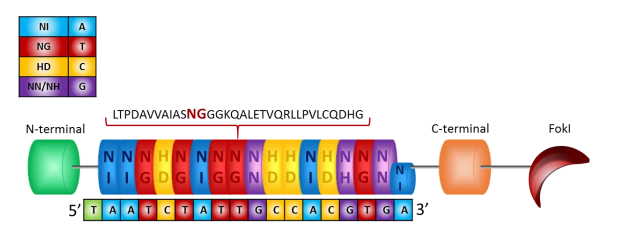 NI A
NG T
HD C
NN/NH G
LTPDAVVAIASNGGGKQALETVQRLLPVLCQDHG
N-terminal
C-terminal
FokI
N N N H N N N N N H H N H N N N
I I G D G I G G N D D I D H G N
N
I
5’ T A A T C T A T T G C C A C G T G A 3’